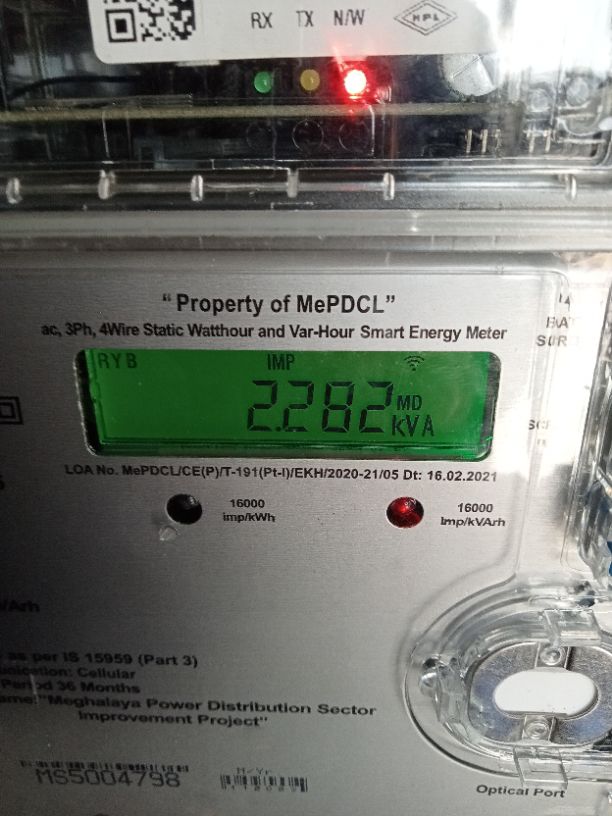 RX TX N/W HPL
"Property of MePDCL"
ac, 3Ph, 4Wire Static Watthour and Var-Hour Smart Energy Meter
RYB IMP
2.282 MD kVA
LOA No. MePDCL/CE(P)/T-191(Pt-I)/EKH/2020-21/05 Dt: 16.02.2021
16000 16000
imp/kWh Imp/kVArh
as per IS 15959 (Part 3)
Cellular
Period 36 Months
"Meghalaya Power Distribution Sector
Improvement Project"
MS5004798 M/Yr
Optical Port